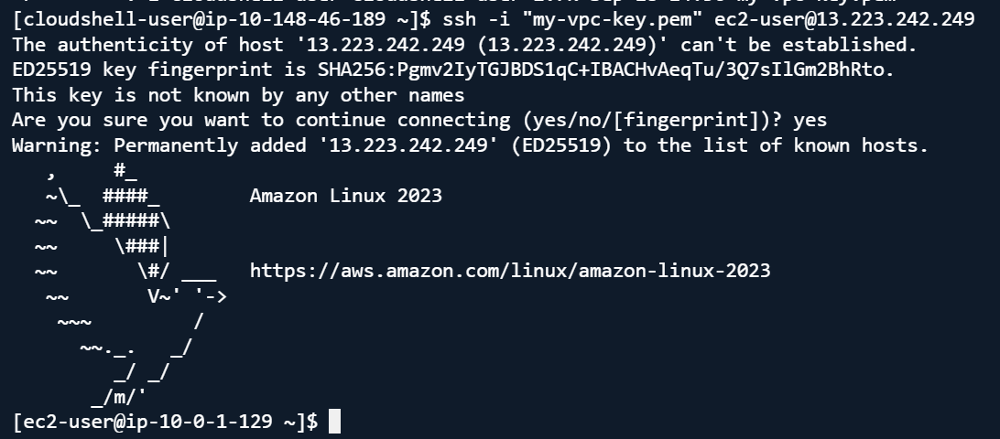 [cloudshell-user@ip-10-148-46-189 ~]$ ssh -i "my-vpc-key.pem" ec2-user@13.223.242.249
The authenticity of host '13.223.242.249 (13.223.242.249)' can't be established.
ED25519 key fingerprint is SHA256:Pgmv2IyTGJBDS1qC+IBACHvAeqTu/3Q7sIlGm2BhRto.
This key is not known by any other names
Are you sure you want to continue connecting (yes/no/[fingerprint])? yes
Warning: Permanently added '13.223.242.249' (ED25519) to the list of known hosts.
   ,     #_
   ~\_  ####_        Amazon Linux 2023
  ~~  \_#####\
  ~~     \###|
  ~~       \#/ ___   https://aws.amazon.com/linux/amazon-linux-2023
   ~~       V~' '->
    ~~~         /
      ~~._.   _/
         _/ _/
       _/m/'
[ec2-user@ip-10-0-1-129 ~]$